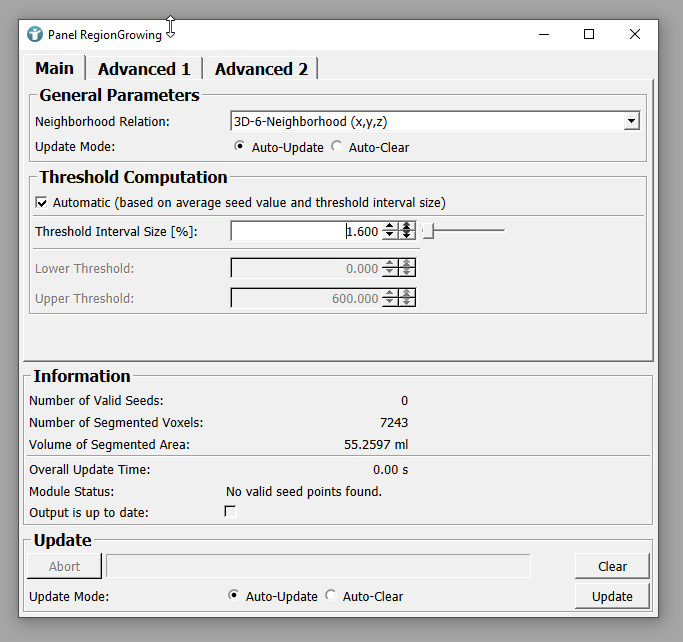 Panel RegionGrowing
Main Advanced 1 Advanced 2
General Parameters
Neighborhood Relation: 3D-6-Neighborhood (x,y,z)
Update Mode: Auto-Update Auto-Clear
Threshold Computation
Automatic (based on average seed value and threshold interval size)
Threshold Interval Size [%]: 1.600
Lower Threshold: 0.000
Upper Threshold: 600.000
Information
Number of Valid Seeds: 0
Number of Segmented Voxels: 7243
Volume of Segmented Area: 55.2597 ml
Overall Update Time: 0.00 s
Module Status: No valid seed points found.
Output is up to date:
Update
Abort Clear
Update Mode: Auto-Update Auto-Clear Update